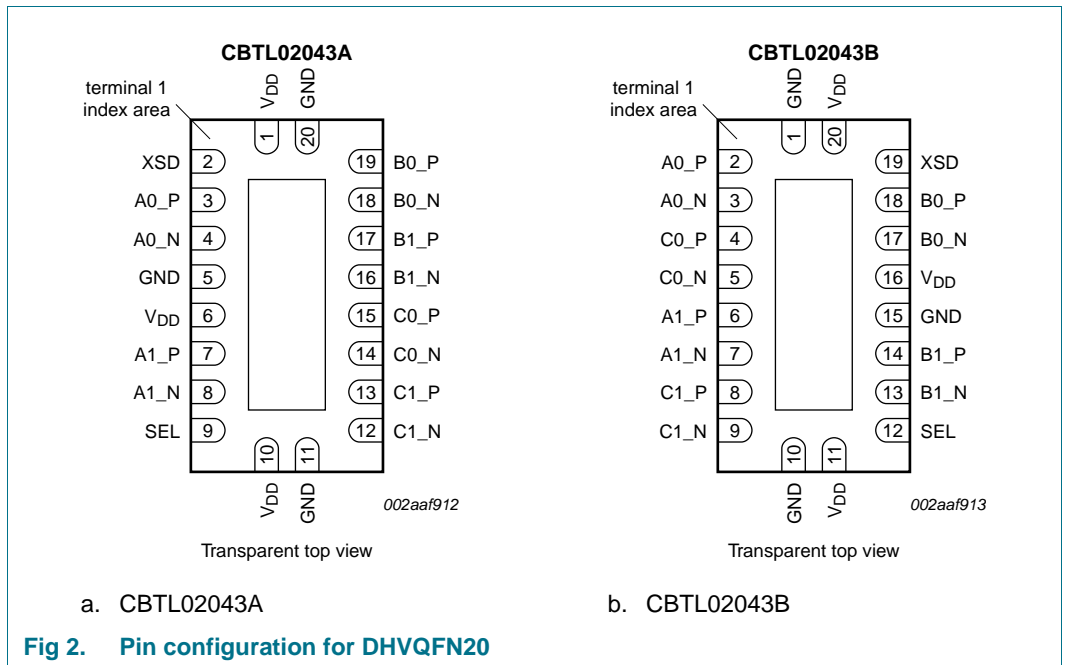 CBTL02043A
terminal 1
index area
VDD
GND
1
20
XSD 2 19 B0_P
A0_P 3 18 B0_N
A0_N 4 17 B1_P
GND 5 16 B1_N
VDD 6 15 C0_P
A1_P 7 14 C0_N
A1_N 8 13 C1_P
SEL 9 12 C1_N
10
11
VDD
GND
002aaf912
Transparent top view
a. CBTL02043A
CBTL02043B
terminal 1
index area
GND
VDD
1
20
A0_P 2 19 XSD
A0_N 3 18 B0_P
C0_P 4 17 B0_N
C0_N 5 16 VDD
A1_P 6 15 GND
A1_N 7 14 B1_P
C1_P 8 13 B1_N
C1_N 9 12 SEL
10
11
GND
VDD
002aaf913
Transparent top view
b. CBTL02043B
Fig 2. Pin configuration for DHVQFN20